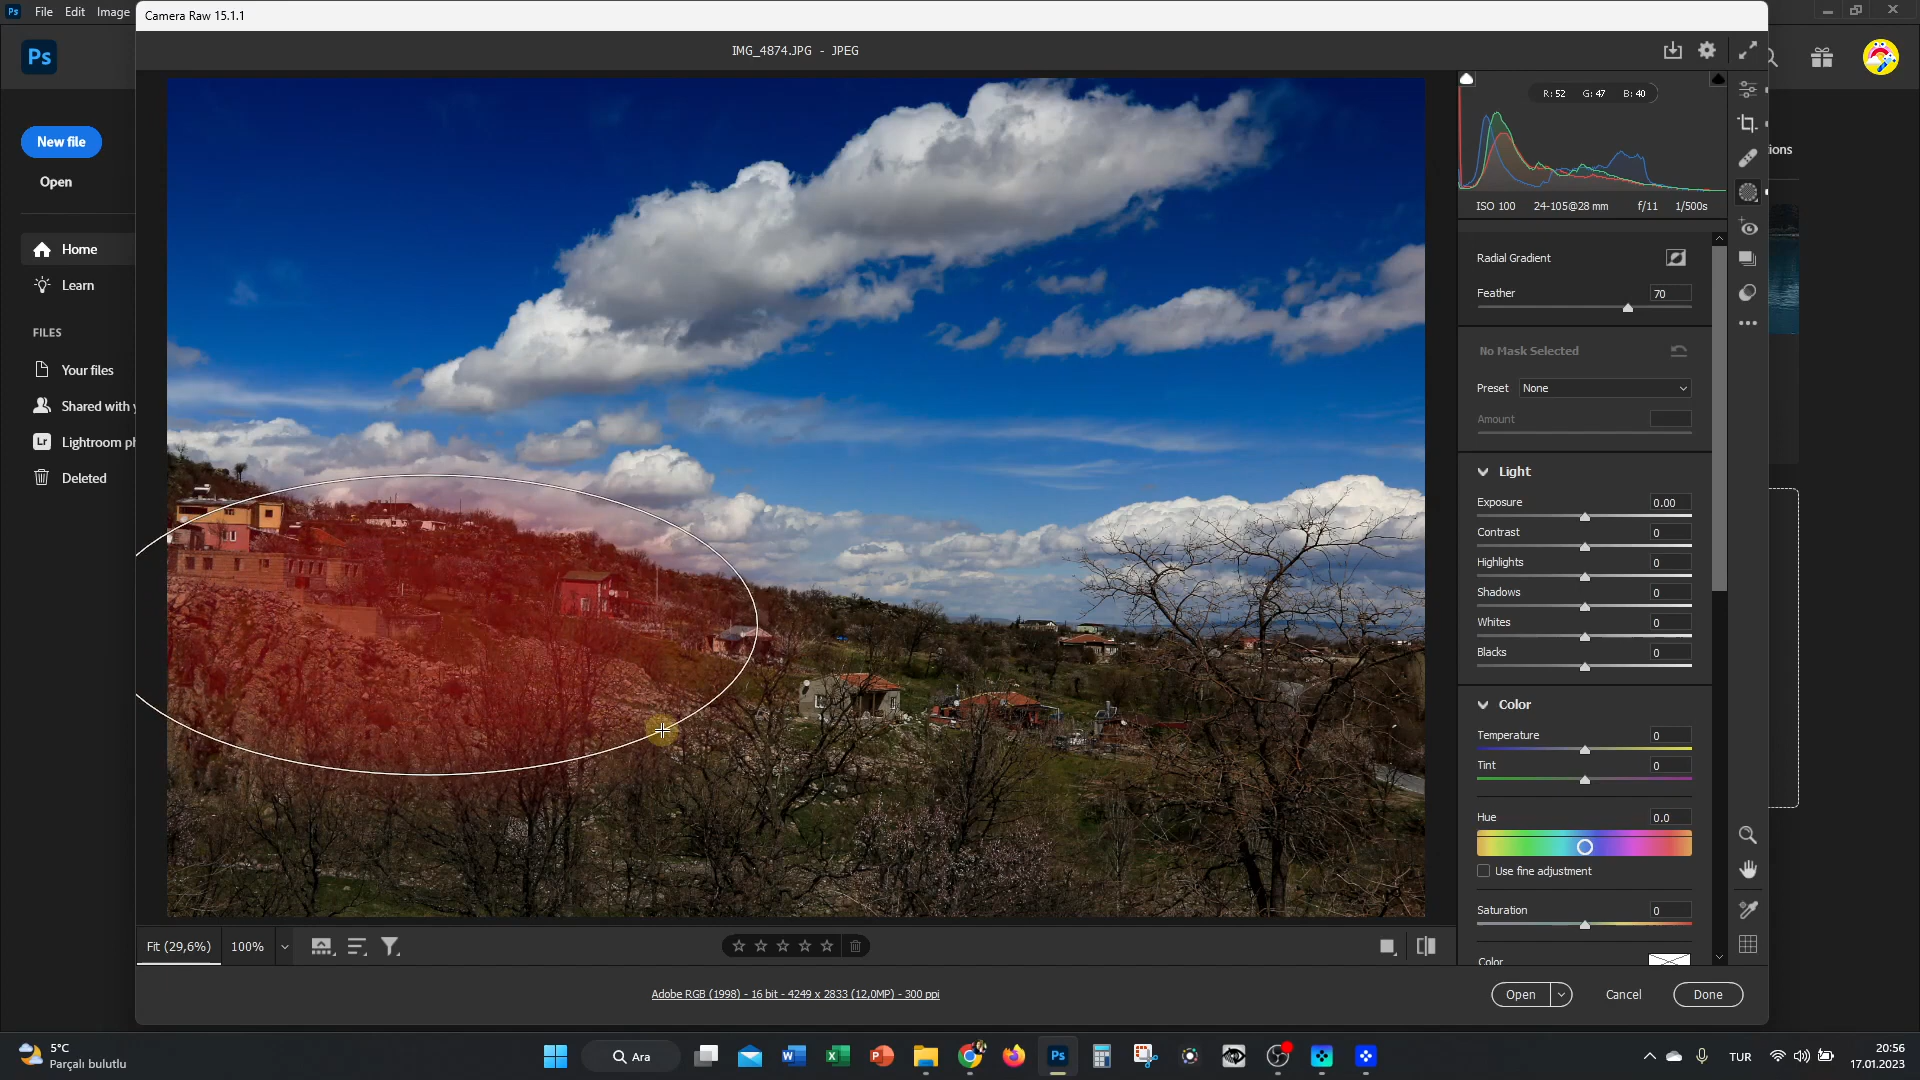 Ps File Edit Image
Camera Raw 15.1.1
IMG_4874.JPG - JPEG
Ps
R: 52 G: 47 B: 40
New file
Open
Home
Learn
FILES
Your files
Shared with
Lightroom
Lr
Deleted
ISO 100 24-105@28 mm f/11 1/500s
Radial Gradient
Feather 70
No Mask Selected
Preset None
Amount
Light
Exposure 0.00
Contrast 0
Highlights 0
Shadows 0
Whites 0
Blacks 0
Color
Temperature 0
Tint 0
Hue 0.0
Use fine adjustment
Saturation 0
Color
Fit (29,6%) 100%
Adobe RGB (1998) - 16 bit - 4249 x 2833 (12,0MP) - 300 ppi
Open Cancel Done
5°C
Parçalı bulutlu
Ara
TUR
20:56
17.01.2023